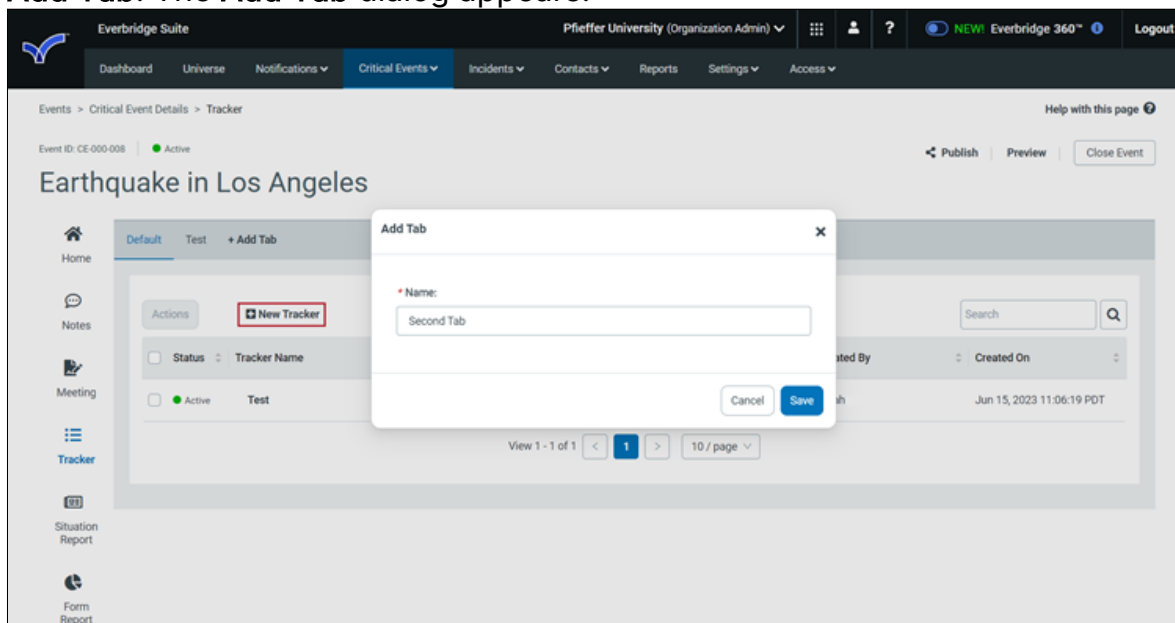 Add Tab. The Add Tab dialog appears.
Everbridge Suite
Pfieffer University (Organization Admin)
?
NEW! Everbridge 360™
Logout
Dashboard Universe Notifications Critical Events Incidents Contacts Reports Settings Access
Events > Critical Event Details > Tracker
Help with this page
Event ID: CE-000-008
Active
Publish Preview Close Event
Earthquake in Los Angeles
Home
Notes
Meeting
Tracker
Situation
Report
Form
Report
Default Test + Add Tab
Actions New Tracker
Search
Status Tracker Name
Created On
Active Test
Jun 15, 2023 11:06:19 PDT
View 1 - 1 of 1 < 1 > 10 / page
Add Tab
* Name:
Second Tab
Cancel Save